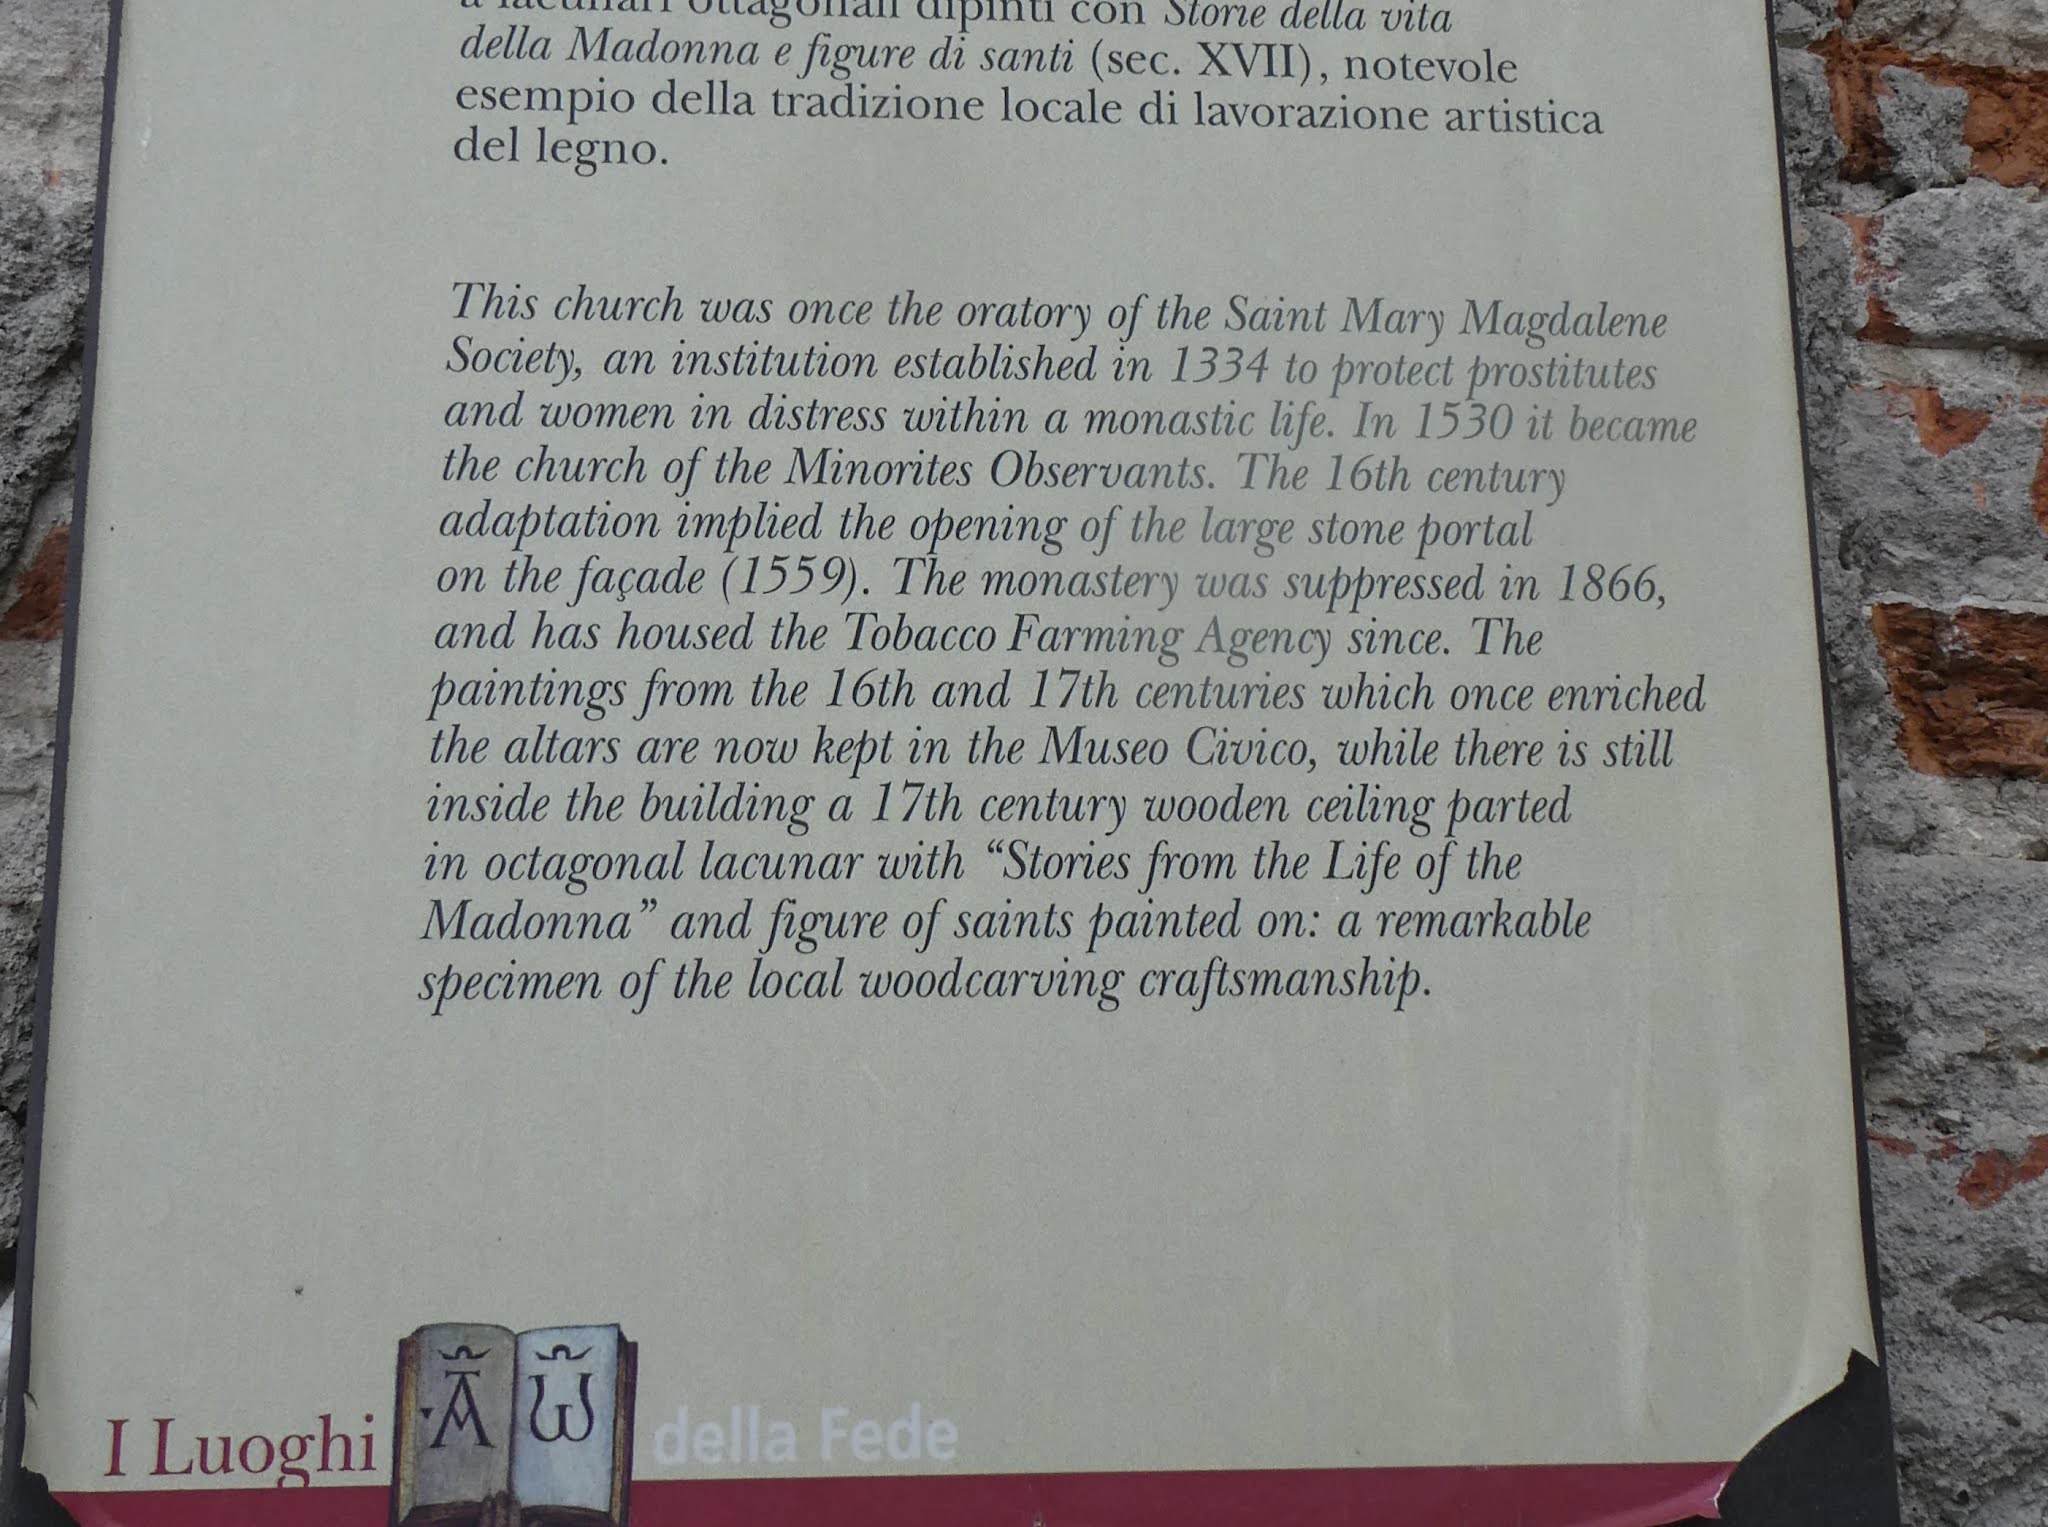 a lacunari ottagonali dipinti con Storie della vita
della Madonna e figure di santi (sec. XVII), notevole
esempio della tradizione locale di lavorazione artistica
del legno.
This church was once the oratory of the Saint Mary Magdalene
Society, an institution established in 1334 to protect prostitutes
and women in distress within a monastic life. In 1530 it became
the church of the Minorites Observants. The 16th century
adaptation implied the opening of the large stone portal
on the façade (1559). The monastery was suppressed in 1866,
and has housed the Tobacco Farming Agency since. The
paintings from the 16th and 17th centuries which once enriched
the altars are now kept in the Museo Civico, while there is still
inside the building a 17th century wooden ceiling parted
in octagonal lacunar with “Stories from the Life of the
Madonna” and figure of saints painted on: a remarkable
specimen of the local woodcarving craftsmanship.
I Luoghi A ω della Fede